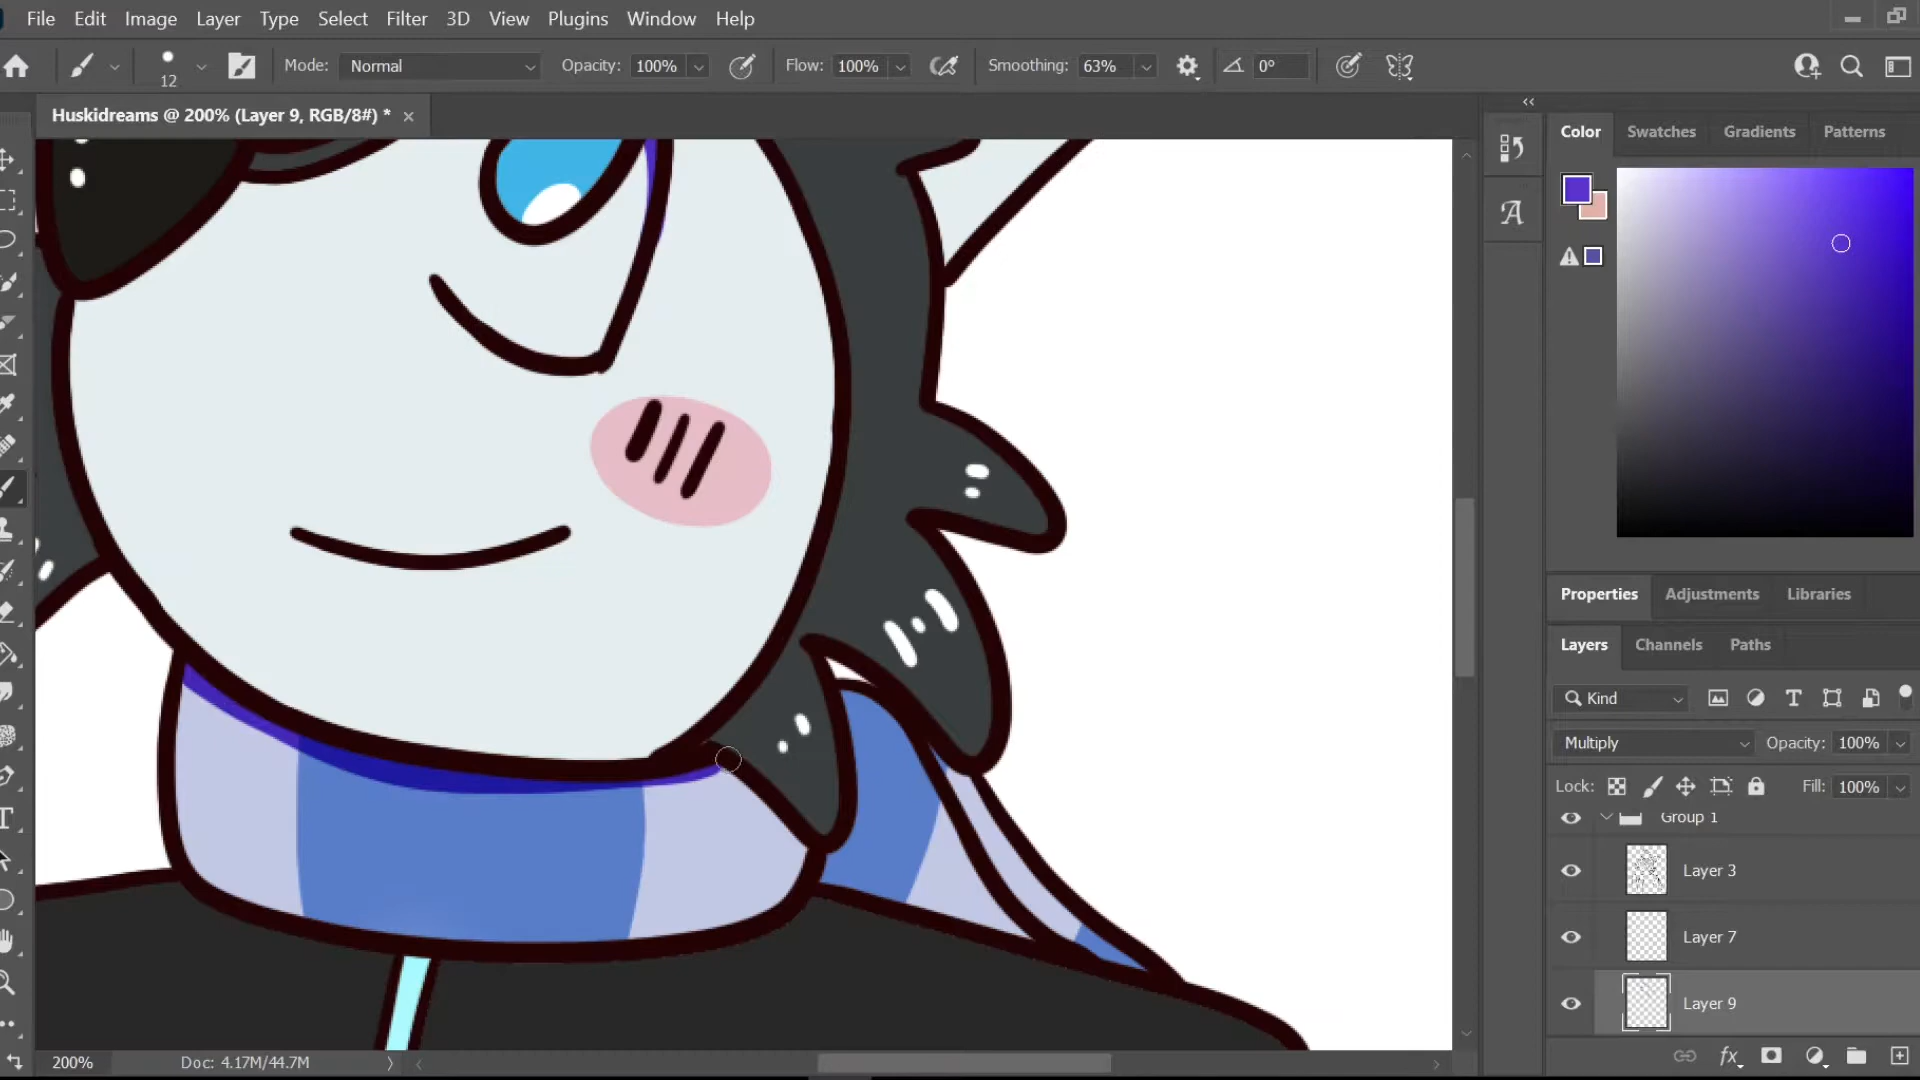 File Edit Image Layer Type Select Filter 3D View Plugins Window Help
12 Mode: Normal Opacity: 100% Flow: 100% Smoothing: 63% 0°
Huskidreams @ 200% (Layer 9, RGB/8#) * ×
Color Swatches Gradients Patterns
Properties Adjustments Libraries
Layers Channels Paths
Kind
Multiply Opacity: 100%
Lock: Fill: 100%
Group 1
Layer 3
Layer 7
Layer 9
200% Doc: 4.17M/44.7M